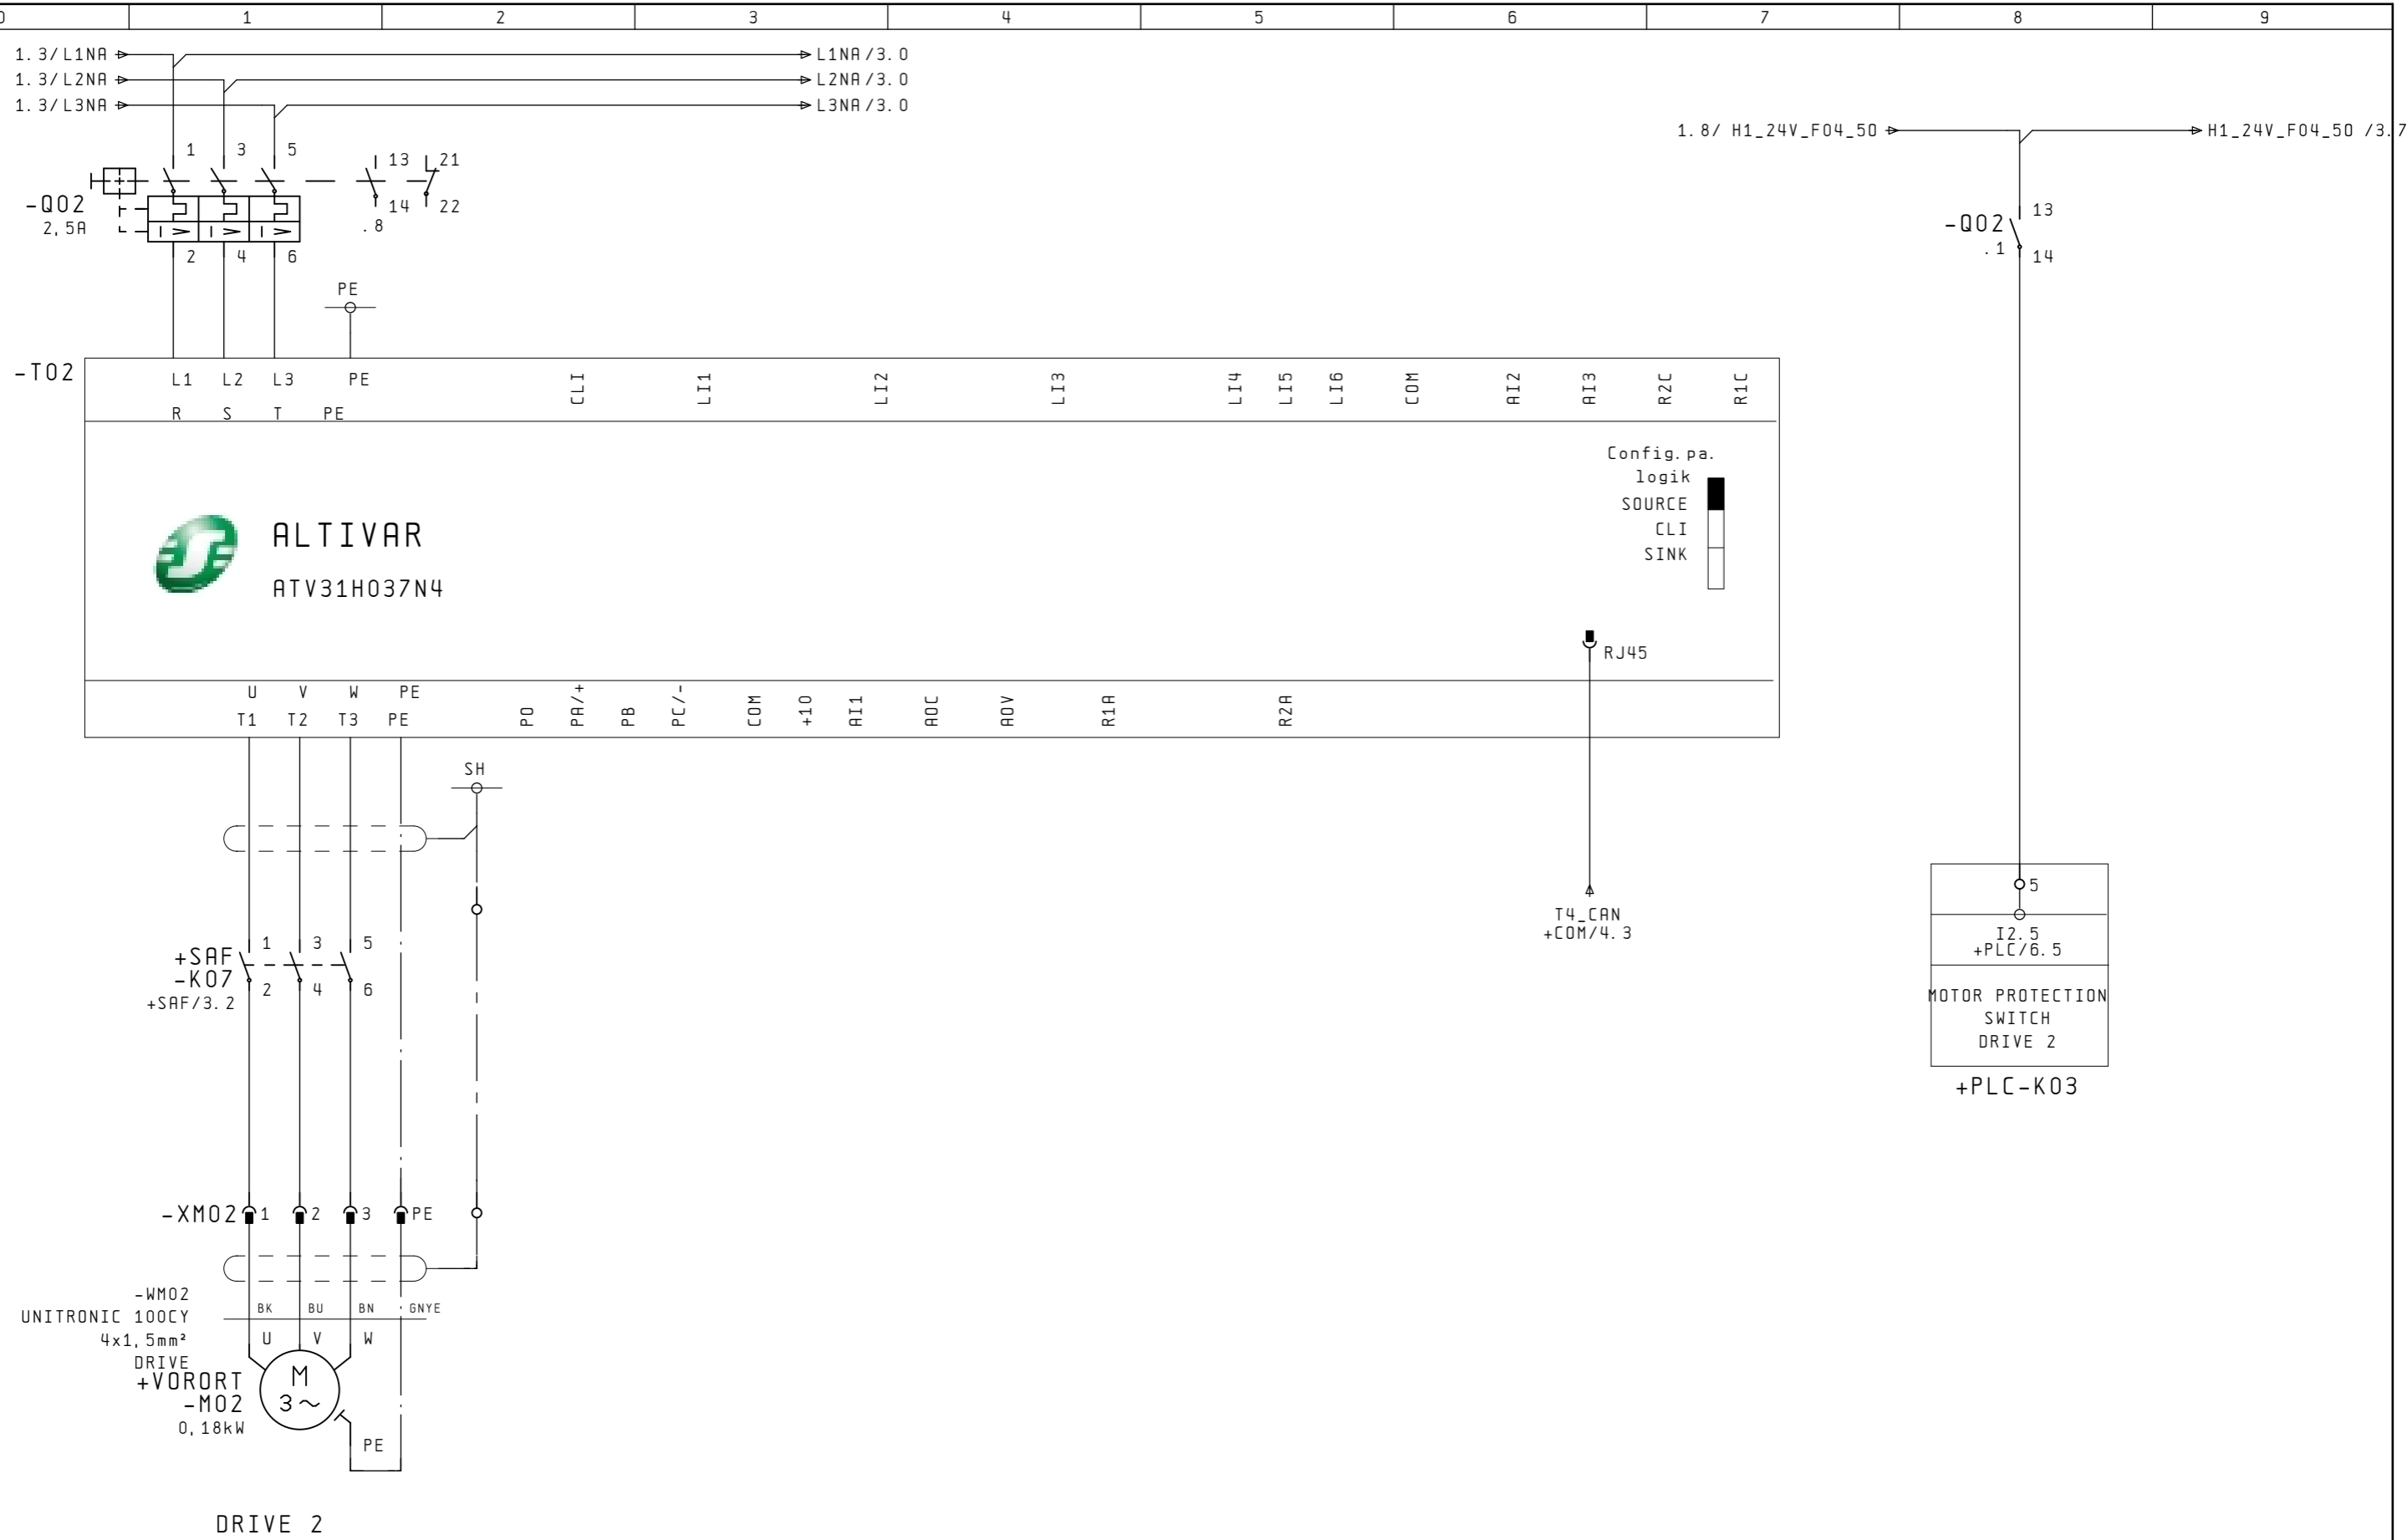 0 1 2 3 4 5 6 7 8 9
1.3/L1NA L1NA/3.0
1.3/L2NA L2NA/3.0
1.3/L3NA L3NA/3.0
1.8/ H1_24V_F04_50 H1_24V_F04_50 /3.7
1 3 5 13 21
-Q02
2,5A
14 22
.8
I > I > I >
2 4 6
-Q02
.1
13
14
PE
-T02
L1 L2 L3 PE
R S T PE
CLI LI1 LI2 LI3 LI4 LI5 LI6 COM AI2 AI3 R2C R1C
Config.pa.
logik
SOURCE
CLI
SINK
ALTIVAR
ATV31H037N4
RJ45
U V W PE
T1 T2 T3 PE
PO PA/+ PB PC/- COM +10 AI1 AOC AOV R1A R2A
SH
T4_CAN
+COM/4.3
5
I2.5
+PLC/6.5
MOTOR PROTECTION
SWITCH
DRIVE 2
+PLC-K03
1 3 5
+SAF
-K07
+SAF/3.2
2 4 6
-XM02 1 2 3 PE
-WM02
UNITRONIC 100CY
4x1,5mm²
DRIVE
BK BU BN GNYE
U V W
+VORORT
-M02
0,18kW
M
3~
PE
DRIVE 2